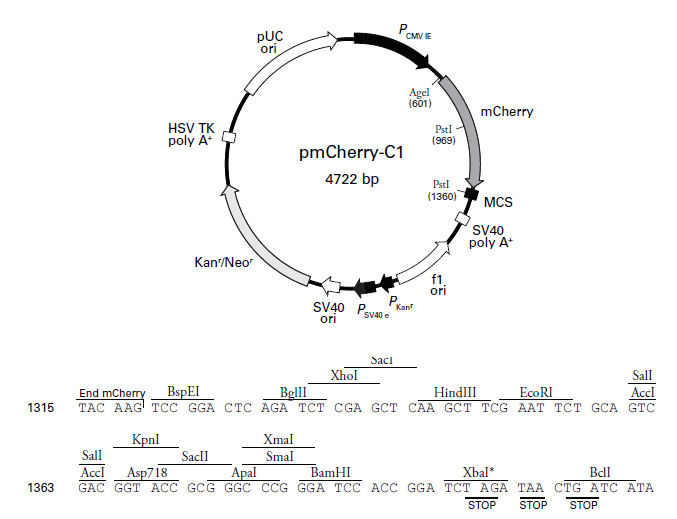 pUC
ori
P CMV IE
AgeI
(601)
mCherry
HSV TK
poly A+
PstI
(969)
pmCherry-C1
4722 bp
PstI
(1360)
MCS
SV40
poly A+
Kanr/Neor
f1
ori
SV40
ori
P SV40 e
P Kanr
SacI
XhoI
SalI
End mCherry BspEI BglII HindIII EcoRI AccI
1315 TAC AAG TCC GGA CTC AGA TCT CGA GCT CAA GCT TCG AAT TCT GCA GTC
KpnI XmaI
SalI SacII SmaI
AccI Asp718 ApaI BamHI XbaI* BclI
1363 GAC GGT ACC GCG GGC CCG GGA TCC ACC GGA TCT AGA TAA CTG ATC ATA
STOP STOP STOP